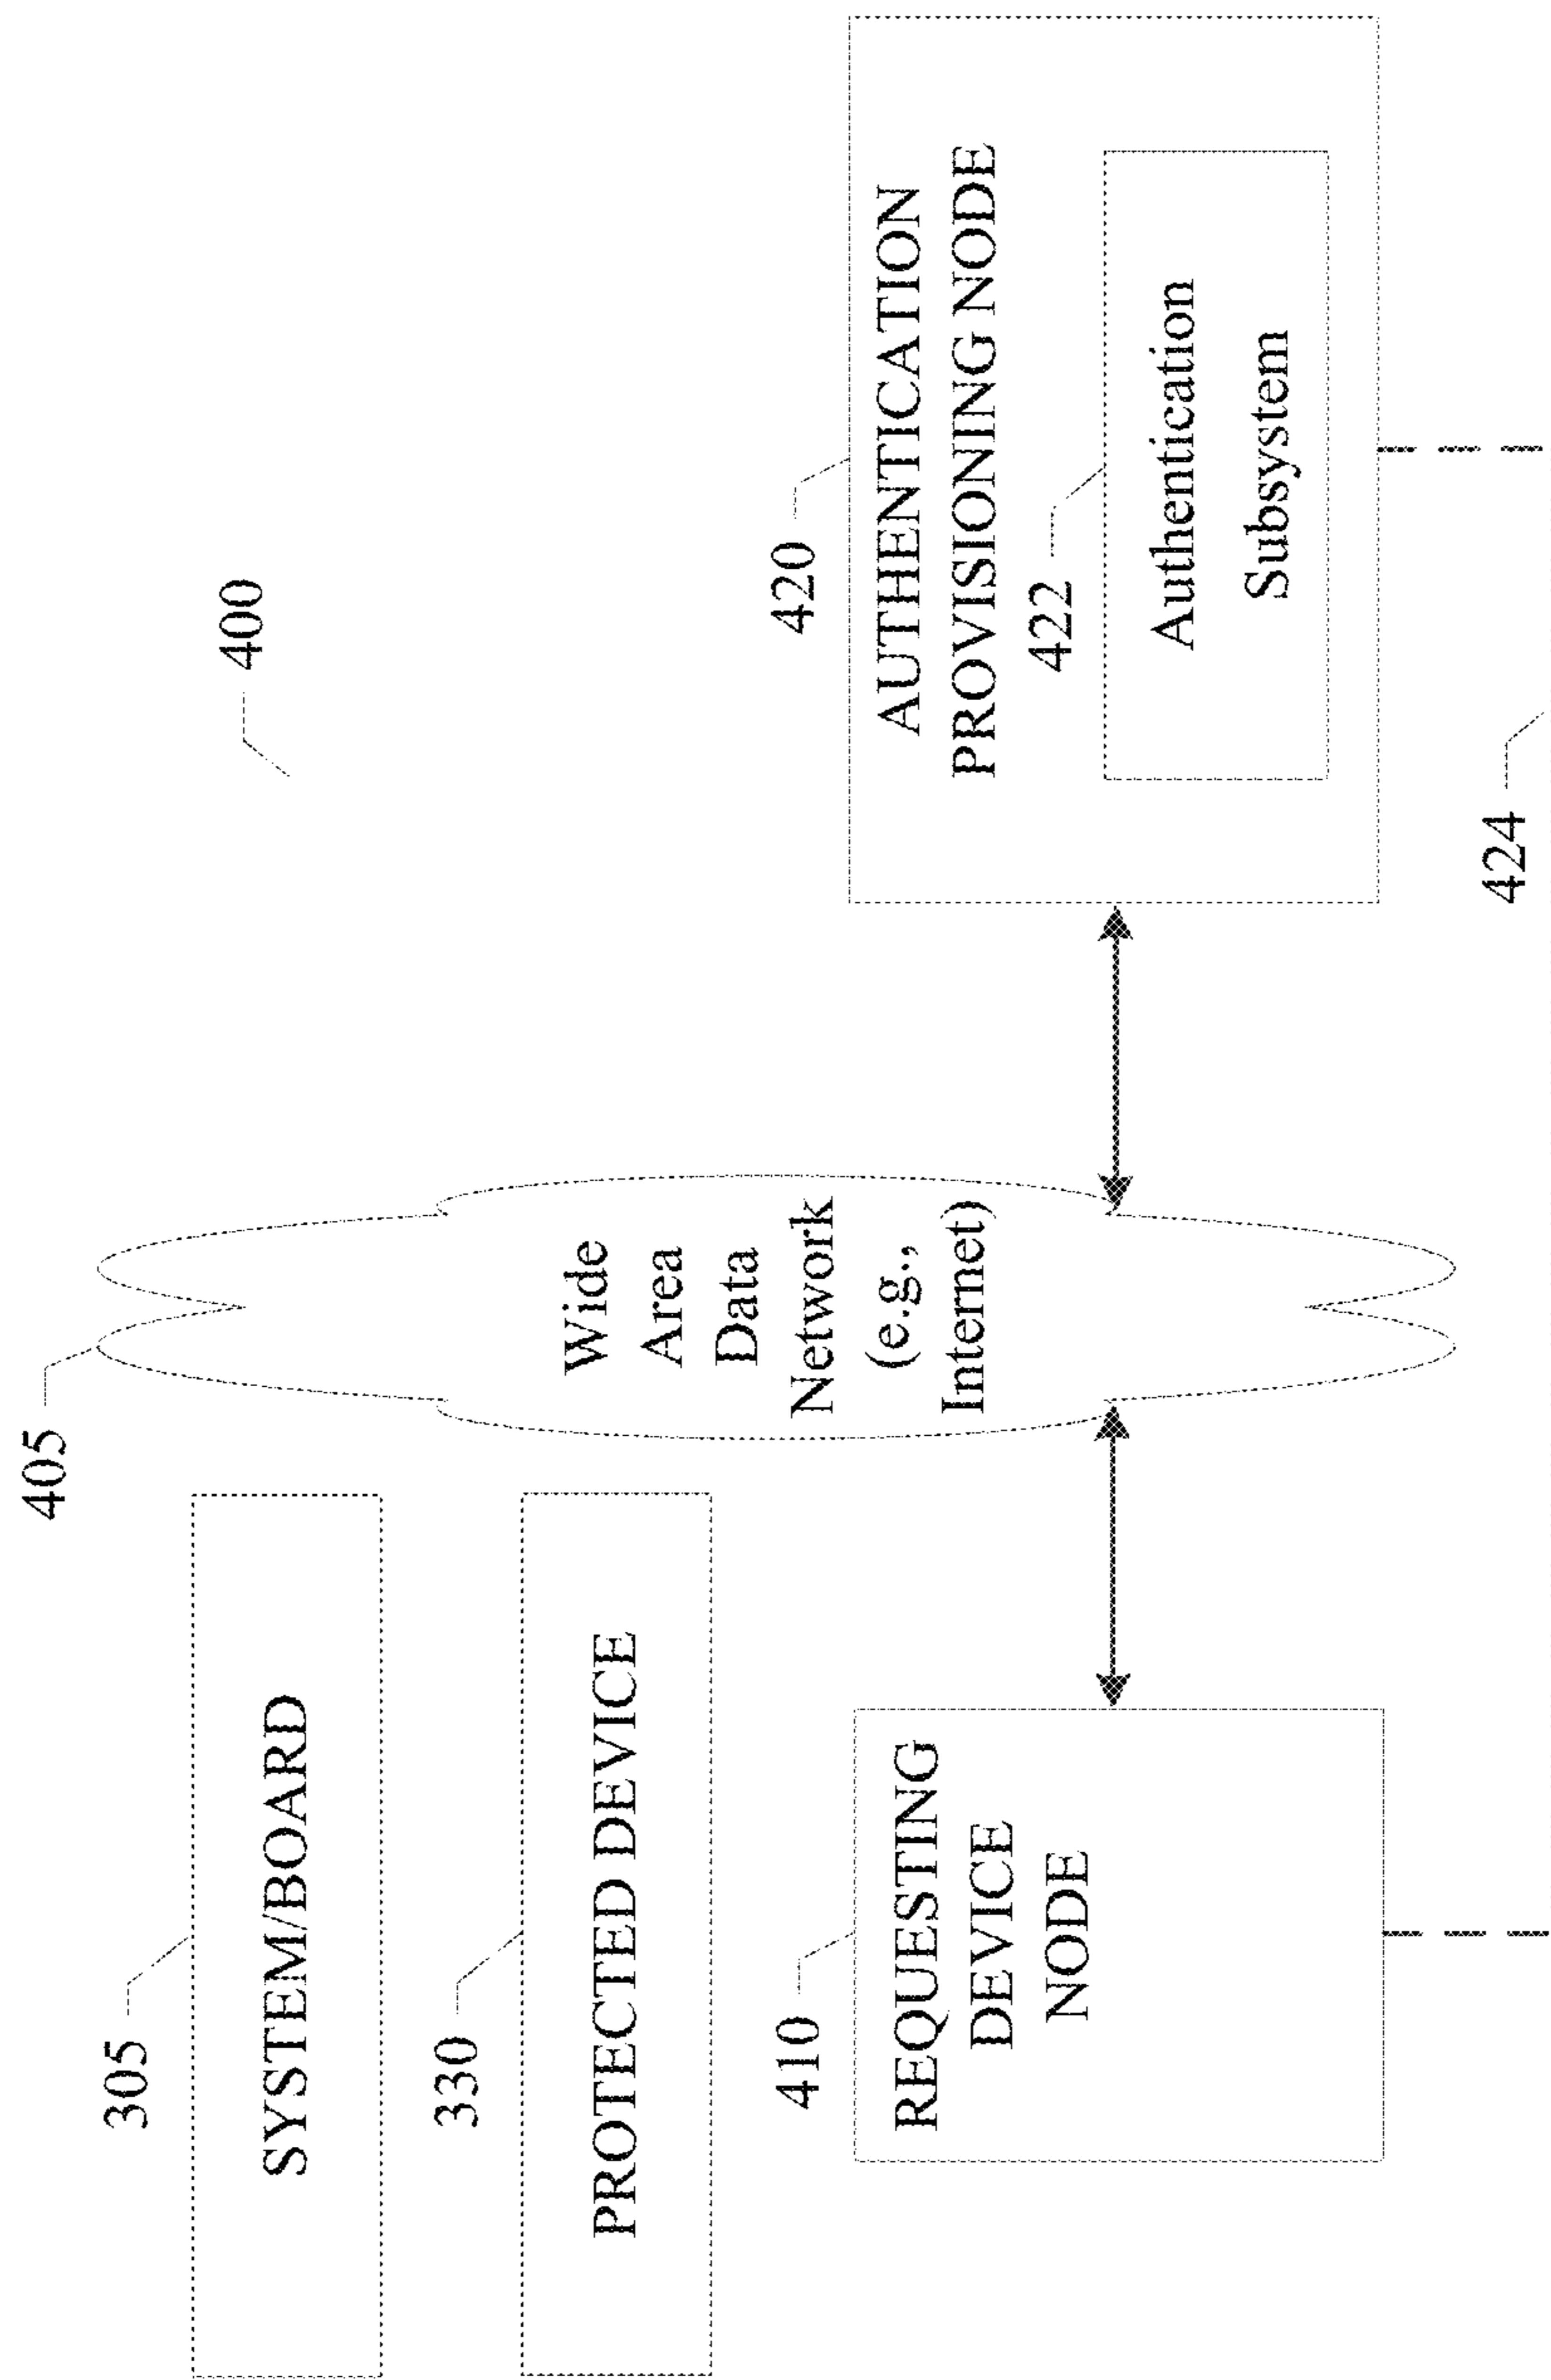 400
305
SYSTEM/BOARD
330
PROTECTED DEVICE
410
REQUESTING
DEVICE
NODE
405
Wide
Area
Data
Network
(e.g.,
Internet)
420
AUTHENTICATION
PROVISIONING NODE
422
Authentication
Subsystem
424